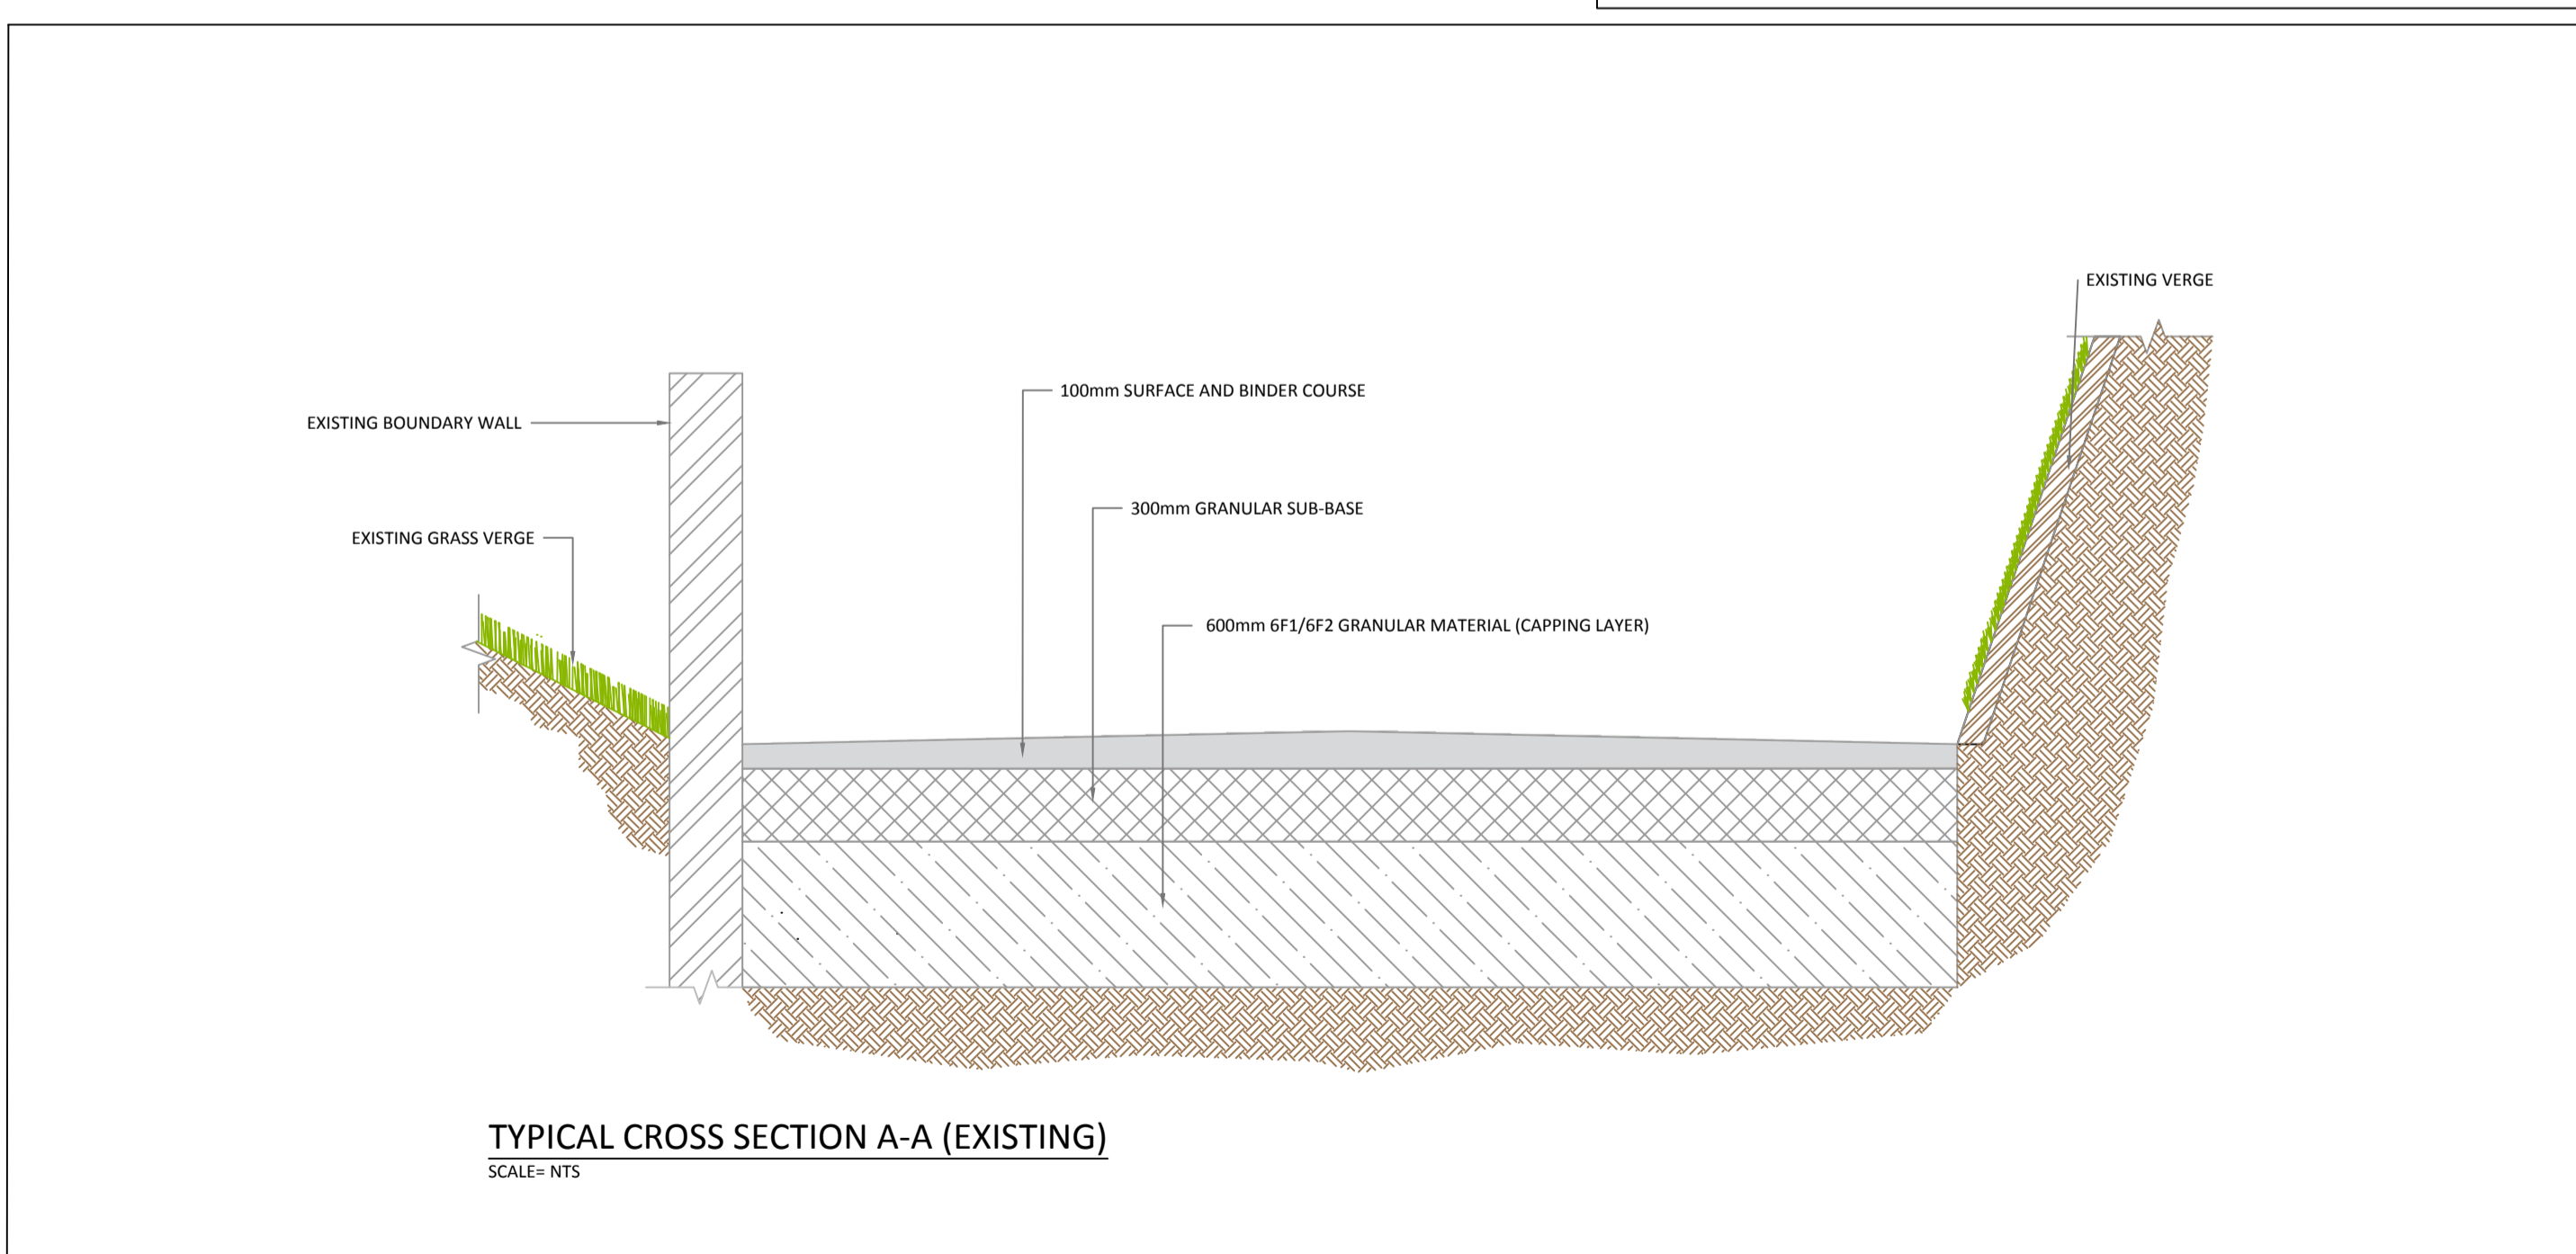 EXISTING VERGE
100mm SURFACE AND BINDER COURSE
EXISTING BOUNDARY WALL
300mm GRANULAR SUB-BASE
EXISTING GRASS VERGE
600mm 6F1/6F2 GRANULAR MATERIAL (CAPPING LAYER)
TYPICAL CROSS SECTION A-A (EXISTING)
SCALE= NTS